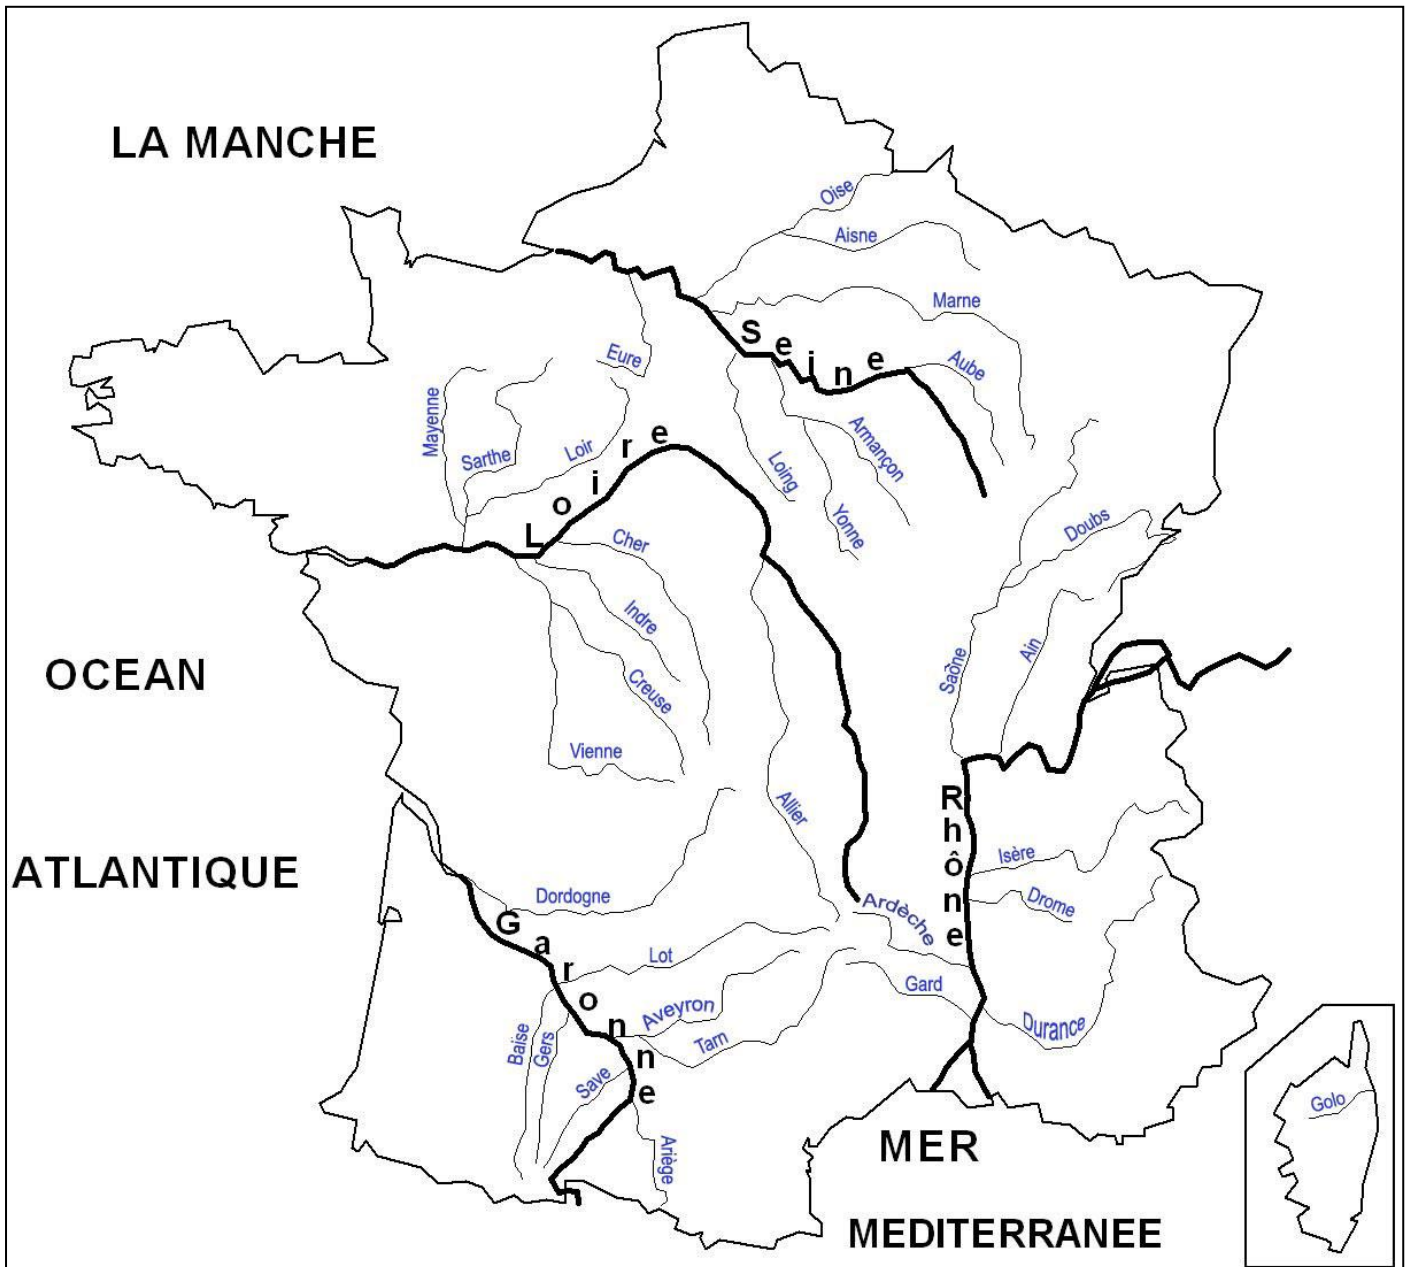 LA MANCHE
Oise
Aisne
Marne
Seine
Eure
Aube
Mayenne
Sarthe
Loir
Loire
Armançon
Loing
Yonne
Cher
Doubs
Indre
Ain
Saône
OCEAN
Creuse
Vienne
Rhône
Allier
Isère
ATLANTIQUE
Dordogne
Ardèche
Drome
Garonne
Lot
Gard
Aveyron
Durance
Baïse
Gers
Tarn
Save
Golo
MER
Ariège
MEDITERRANEE